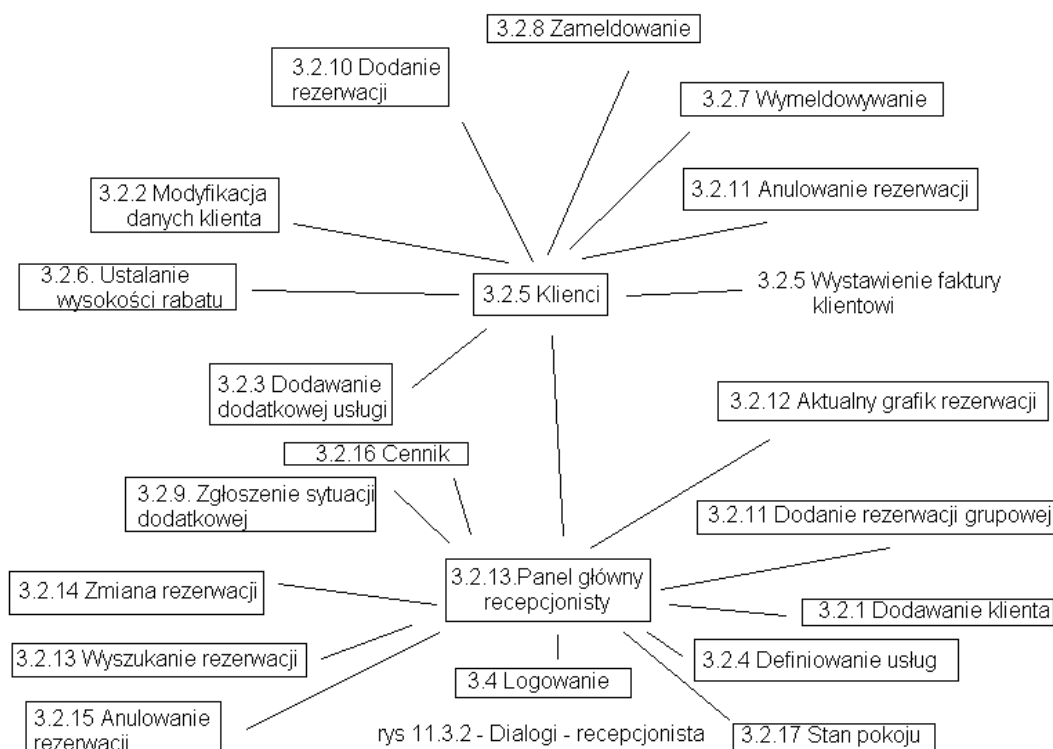 3.2.8 Zameldowanie
3.2.10 Dodanie
rezerwacji
3.2.7 Wymeldowywanie
3.2.2 Modyfikacja
danych klienta
3.2.11 Anulowanie rezerwacji
3.2.6. Ustalanie
wysokości rabatu
3.2.5 Klienci
3.2.5 Wystawienie faktury
klientowi
3.2.3 Dodawanie
dodatkowej usługi
3.2.12 Aktualny grafik rezerwacji
3.2.16 Cennik
3.2.9. Zgłoszenie sytuacji
dodatkowej
3.2.11 Dodanie rezerwacji grupowej
3.2.13.Panel główny
recepcjonisty
3.2.14 Zmiana rezerwacji
3.2.1 Dodawanie klienta
3.2.13 Wyszukanie rezerwacji
3.2.4 Definiowanie usług
3.4 Logowanie
3.2.15 Anulowanie
rezerwacji
rys 11.3.2 - Dialogi - recepcjonista
3.2.17 Stan pokoju